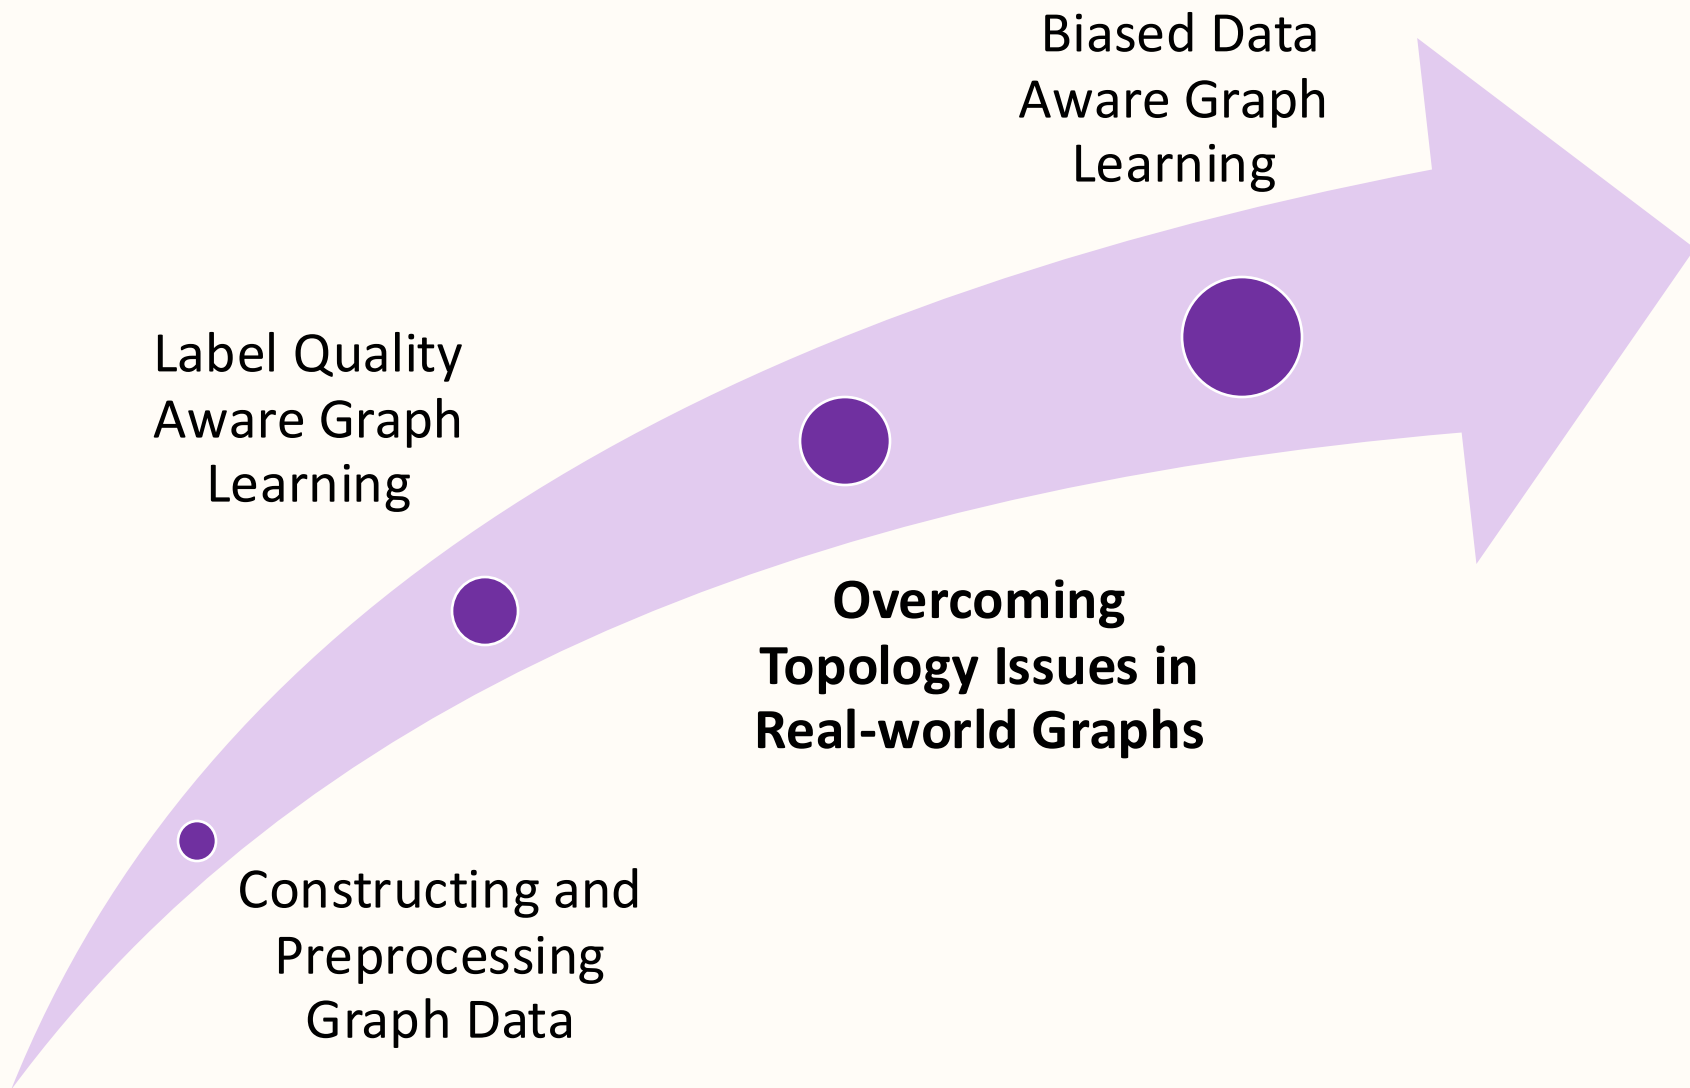 Biased Data
Aware Graph
Learning
Label Quality
Aware Graph
Learning
Overcoming
Topology Issues in
Real-world Graphs
Constructing and
Preprocessing
Graph Data